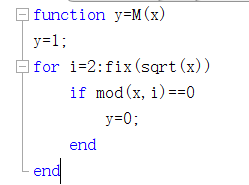 function y=M(x)
y=1;
for i=2:fix(sqrt(x))
if mod(x,i)==0
y=0;
end
end